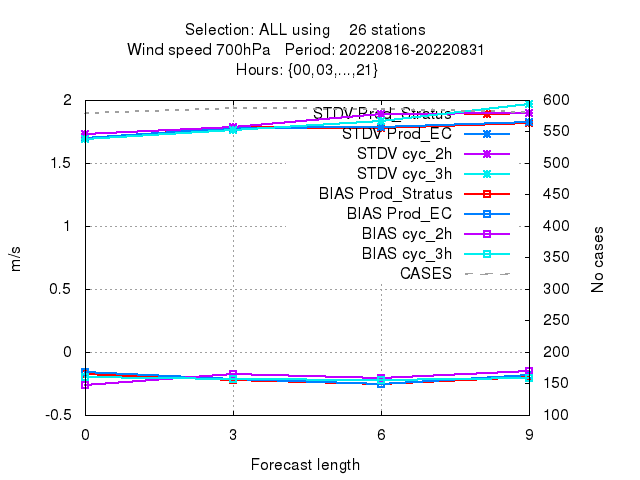 Selection: ALL using 26 stations
Wind speed 700hPa Period: 20220816-20220831
Hours: {00,03,...,21}
2
1.5
1
0.5
0
-0.5
600
550
500
450
400
350
300
250
200
150
100
0
3
6
9
STDV Prod_Stratus
STDV Prod_EC
STDV cyc_2h
STDV cyc_3h
BIAS Prod_Stratus
BIAS Prod_EC
BIAS cyc_2h
BIAS cyc_3h
CASES
m/s
No cases
Forecast length